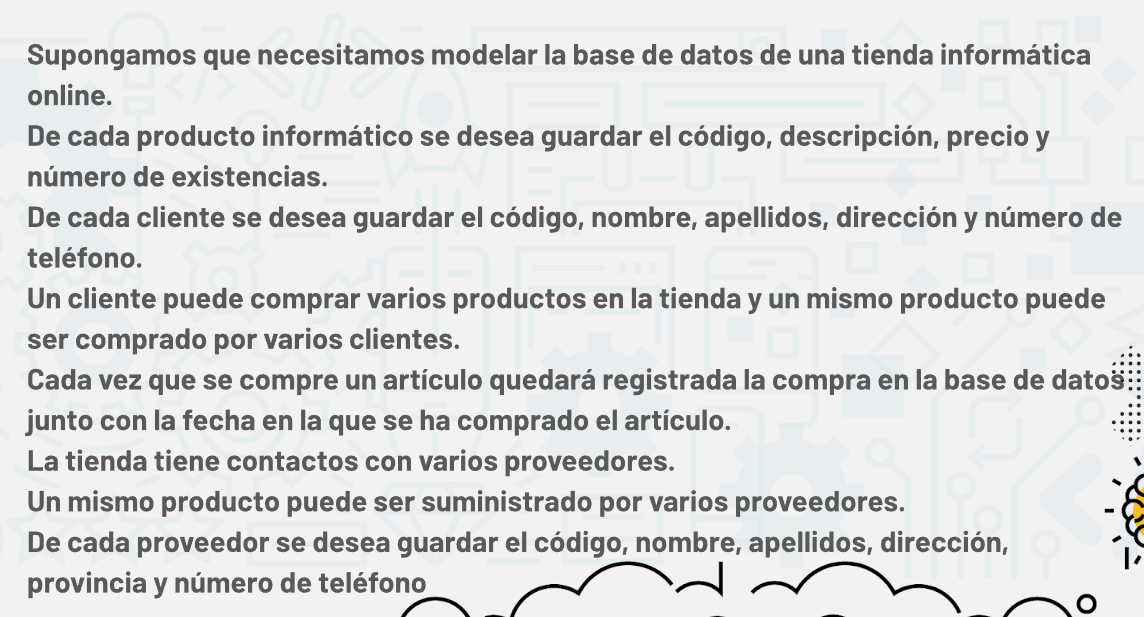 Supongamos que necesitamos modelar la base de datos de una tienda informática
online.
De cada producto informático se desea guardar el código, descripción, precio y
número de existencias.
De cada cliente se desea guardar el código, nombre, apellidos, dirección y número de
teléfono.
Un cliente puede comprar varios productos en la tienda y un mismo producto puede
ser comprado por varios clientes.
Cada vez que se compre un artículo quedará registrada la compra en la base de datos
junto con la fecha en la que se ha comprado el artículo.
La tienda tiene contactos con varios proveedores.
Un mismo producto puede ser suministrado por varios proveedores.
De cada proveedor se desea guardar el código, nombre, apellidos, dirección,
provincia y número de teléfono